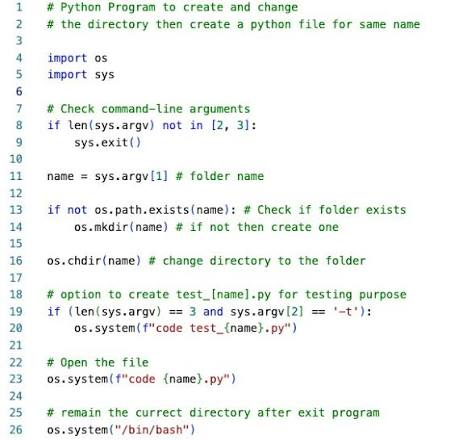 1 # Python Program to create and change
2 # the directory then create a python file for same name
3
4 import os
5 import sys
6
7 # Check command-line arguments
8 if len(sys.argv) not in [2, 3]:
9     sys.exit()
10
11 name = sys.argv[1] # folder name
12
13 if not os.path.exists(name): # Check if folder exists
14     os.mkdir(name) # if not then create one
15
16 os.chdir(name) # change directory to the folder
17
18 # option to create test_[name].py for testing purpose
19 if (len(sys.argv) == 3 and sys.argv[2] == '-t'):
20     os.system(f"code test_{name}.py")
21
22 # Open the file
23 os.system(f"code {name}.py")
24
25 # remain the currect directory after exit program
26 os.system("/bin/bash")